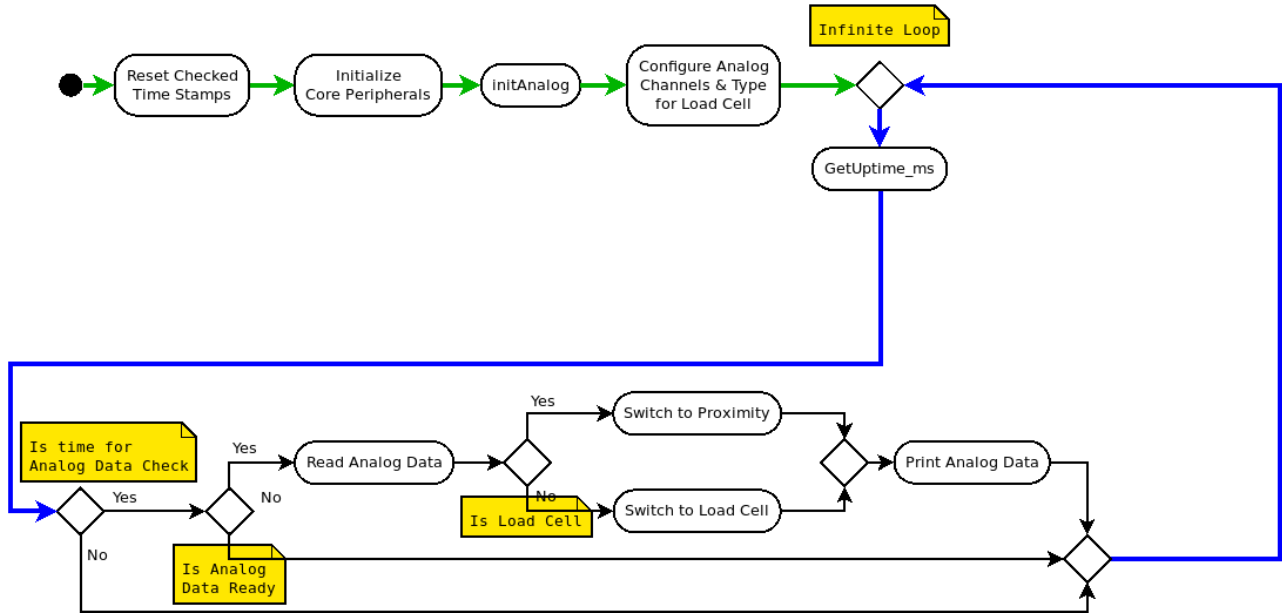 Infinite Loop
Reset Checked
Time Stamps
Initialize
Core Peripherals
initAnalog
Configure Analog
Channels & Type
for Load Cell
GetUptime_ms
Is time for
Analog Data Check
Yes
No
Yes
No
Is Analog
Data Ready
Read Analog Data
Yes
No
Is Load Cell
Switch to Proximity
Switch to Load Cell
Print Analog Data